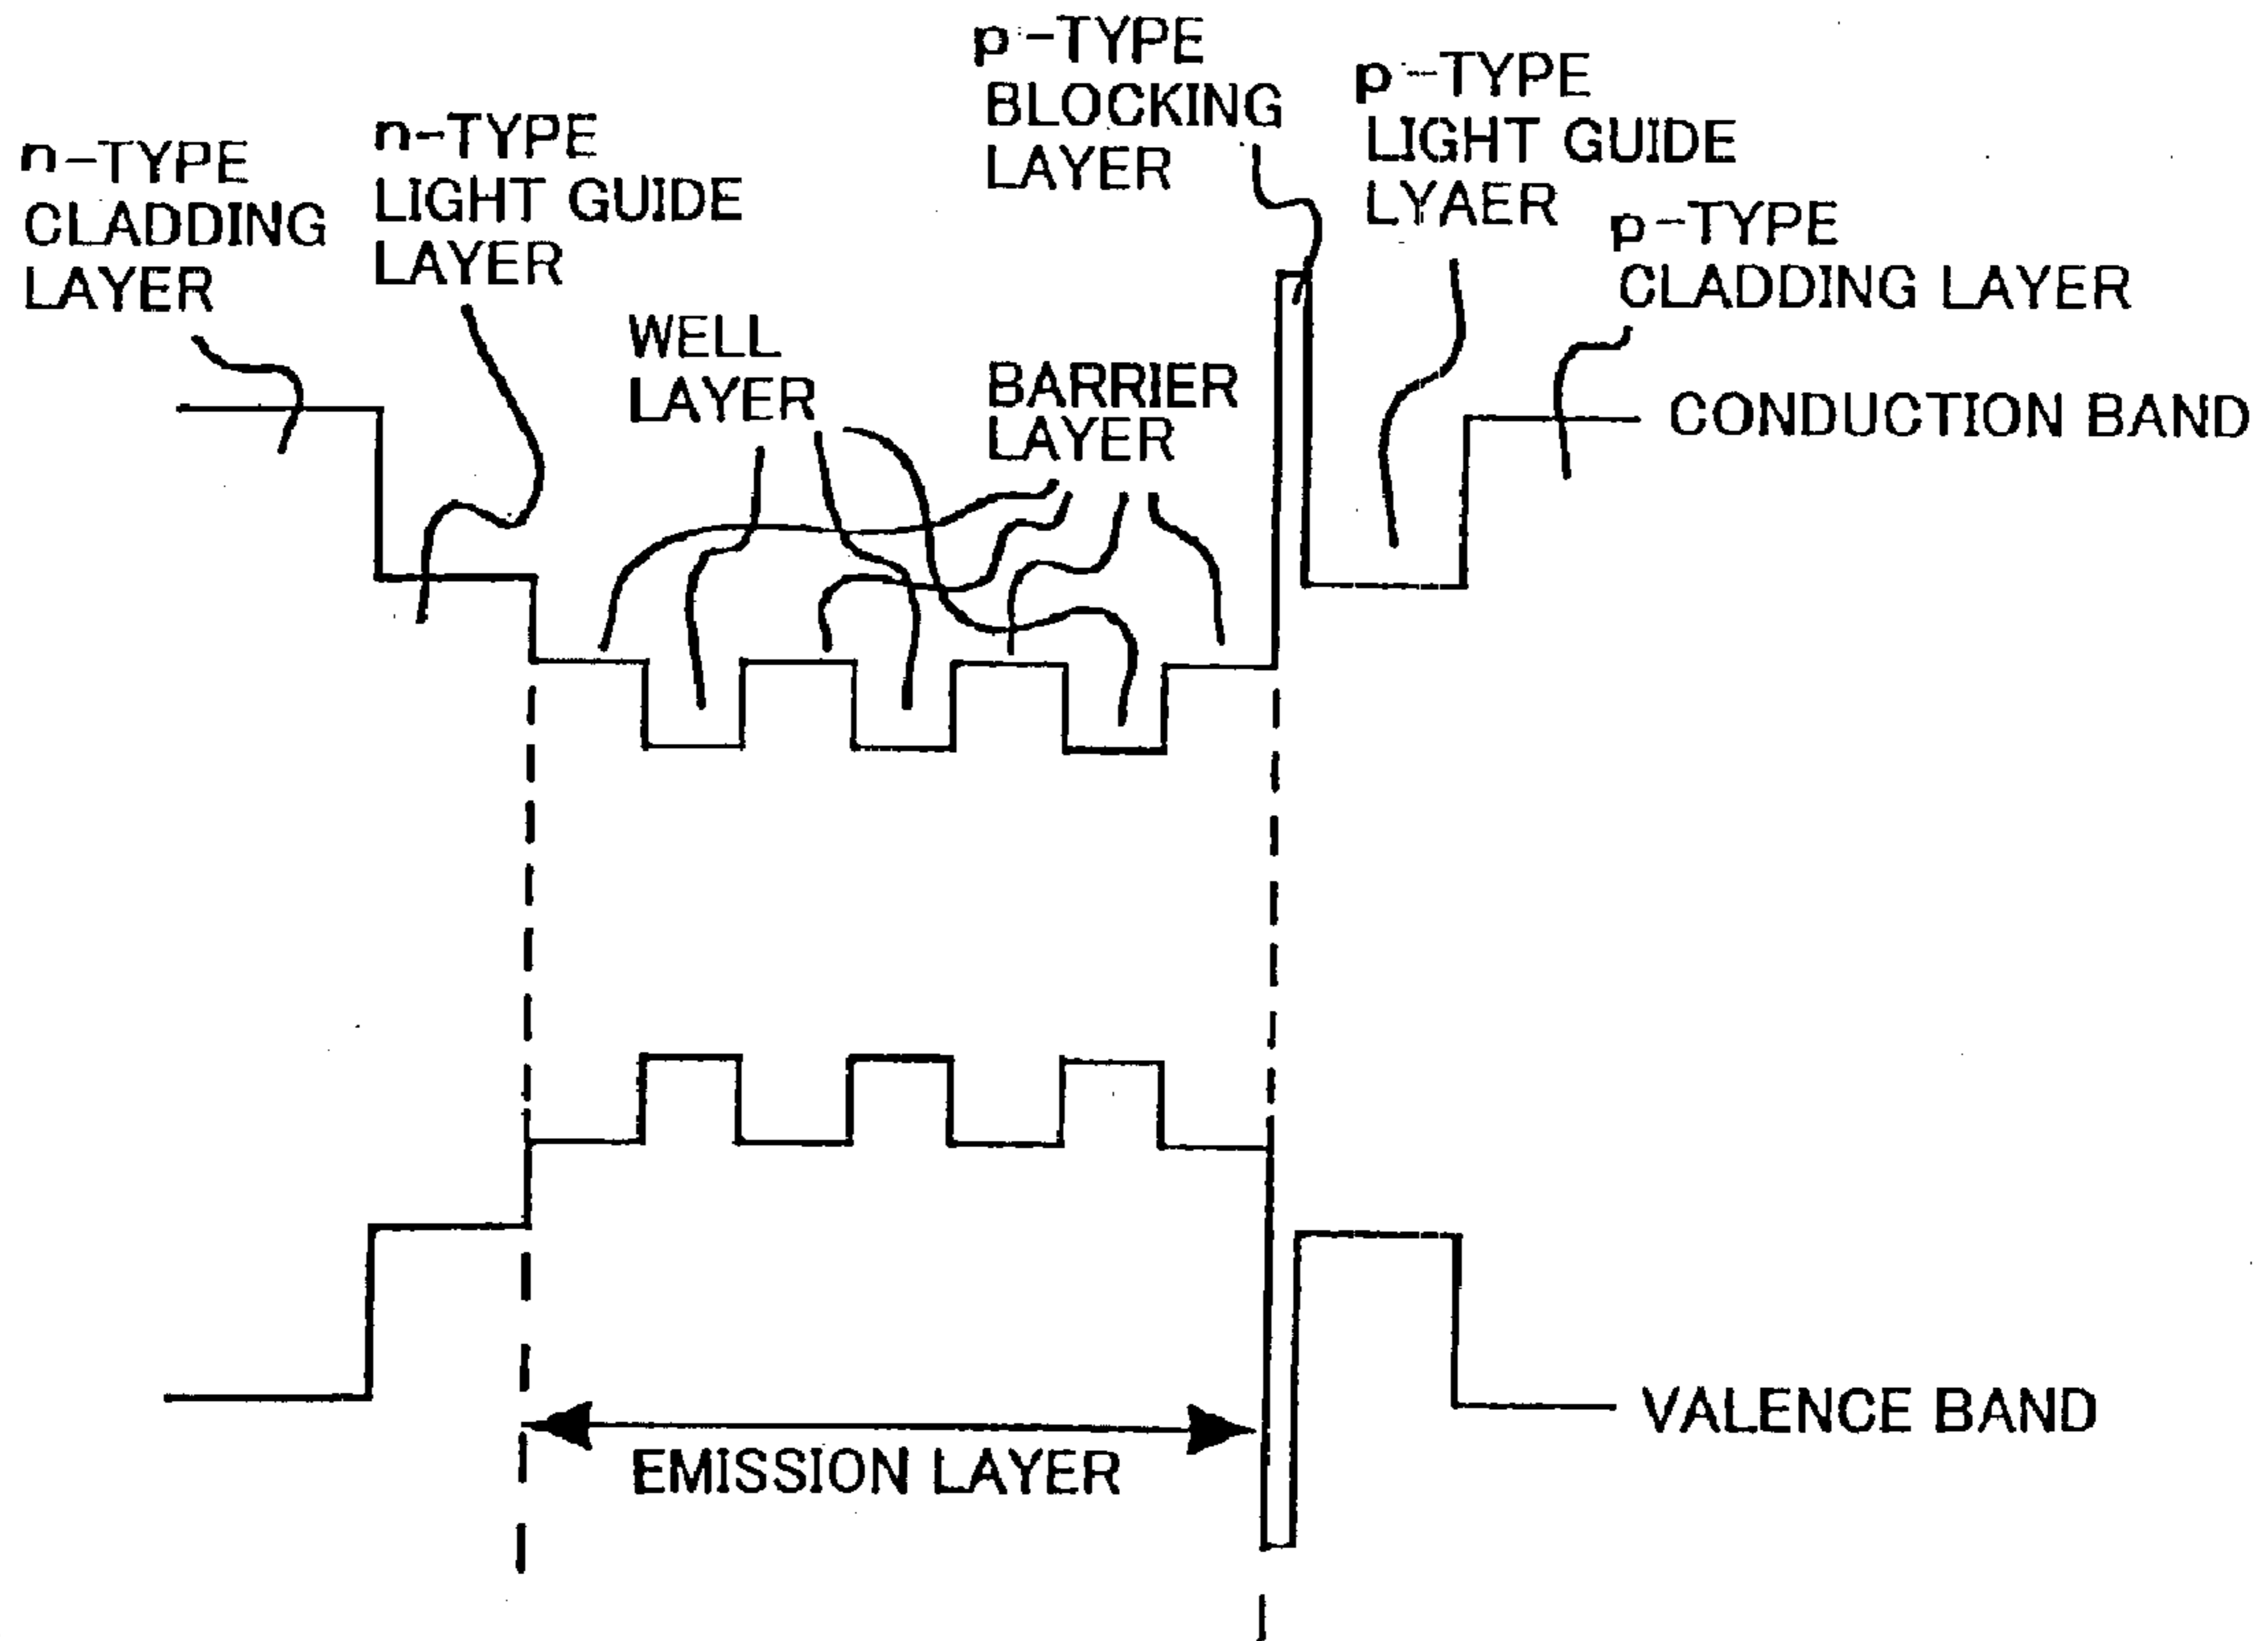 n-TYPE
CLADDING
LAYER
n-TYPE
LIGHT GUIDE
LAYER
WELL
LAYER
BARRIER
LAYER
p-TYPE
BLOCKING
LAYER
p-TYPE
LIGHT GUIDE
LYAER
p-TYPE
CLADDING LAYER
CONDUCTION BAND
VALENCE BAND
EMISSION LAYER